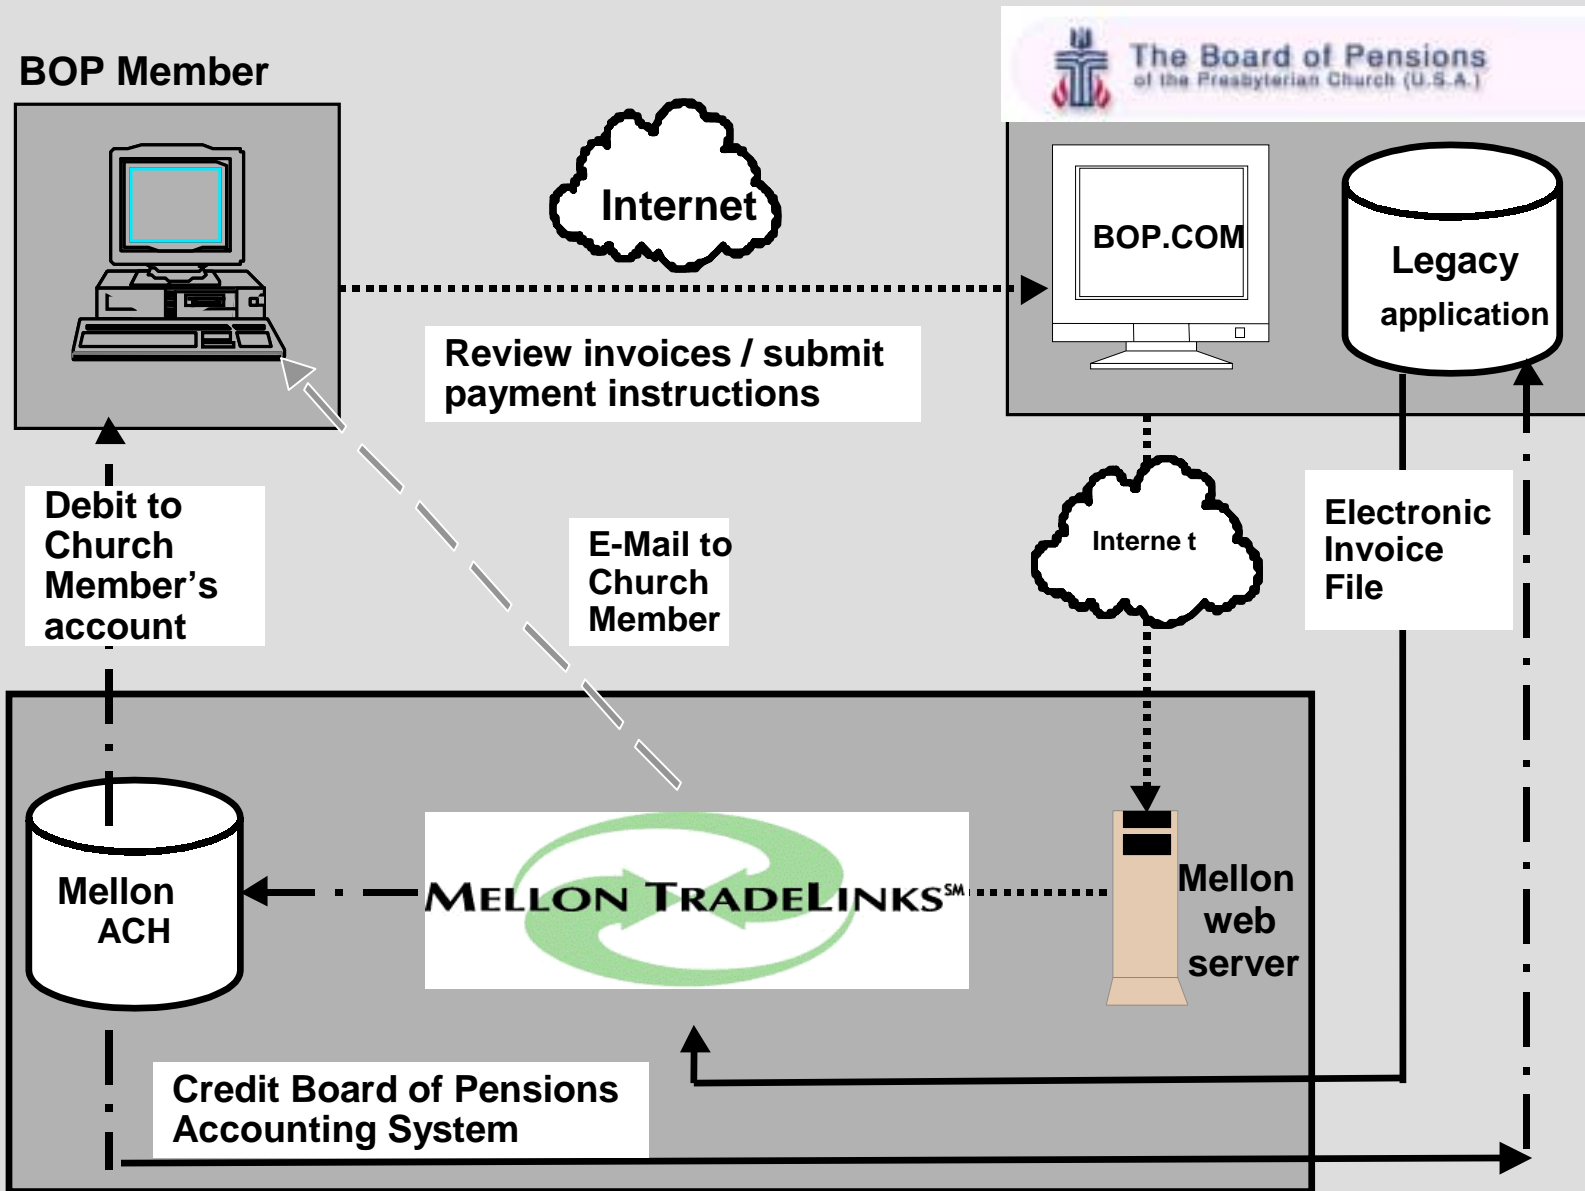 BOP Member
The Board of Pensions
of the Presbyterian Church (U.S.A.)
Internet
BOP.COM
Legacy
application
Review invoices / submit
payment instructions
Debit to
Church
Member’s
account
E-Mail to
Church
Member
Interne t
Electronic
Invoice
File
Mellon
ACH
MELLON TRADELINKS℠
Mellon
web
server
Credit Board of Pensions
Accounting System